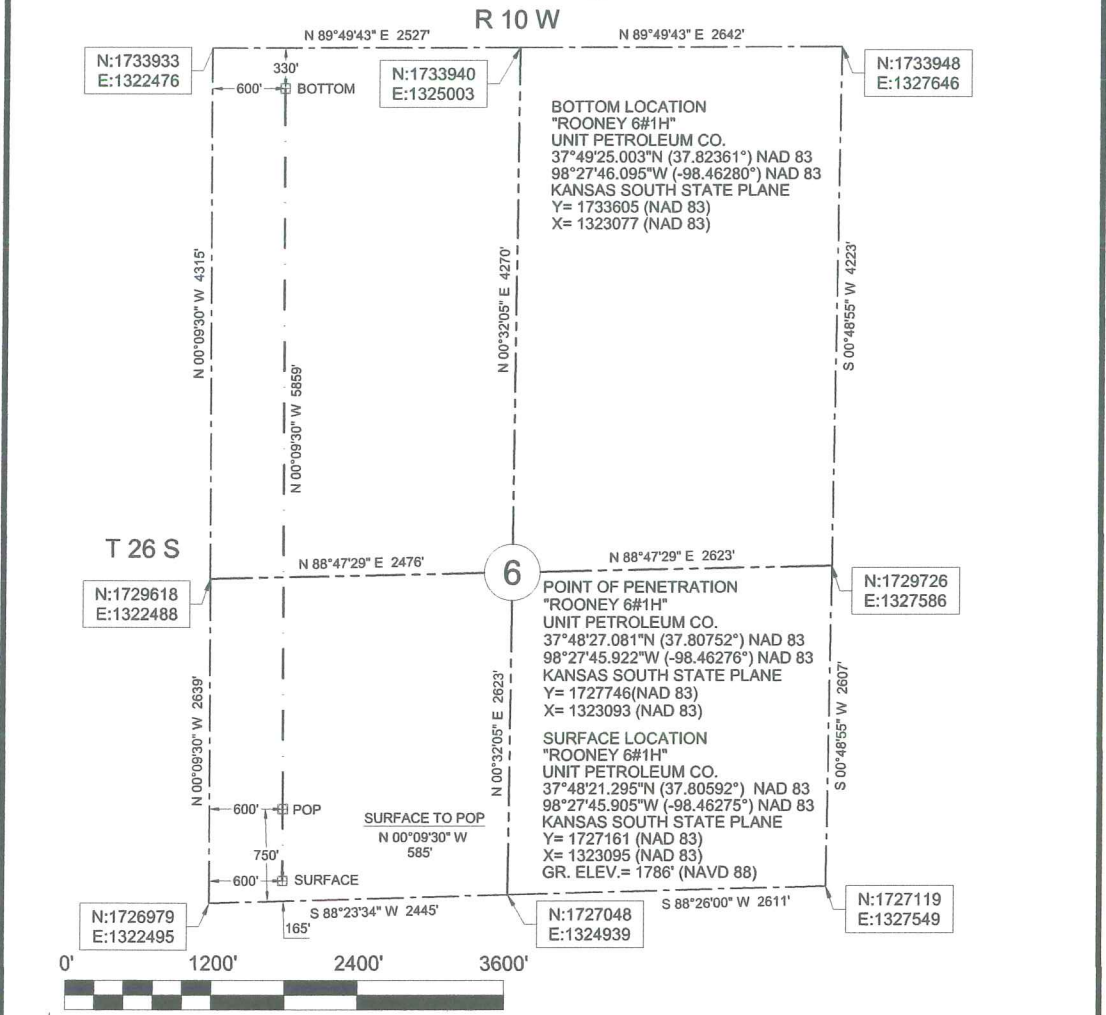 R 10 W
N 89°49'43" E 2527'
N 89°49'43" E 2642'
N:1733933
E:1322476
330'
600'
BOTTOM
N:1733940
E:1325003
N:1733948
E:1327646
BOTTOM LOCATION
"ROONEY 6#1H"
UNIT PETROLEUM CO.
37°49'25.003"N (37.82361°) NAD 83
98°27'46.095"W (-98.46280°) NAD 83
KANSAS SOUTH STATE PLANE
Y= 1733605 (NAD 83)
X= 1323077 (NAD 83)
N 00°09'30" W 4315'
N 00°09'30" W 5859'
N 00°32'05" E 4270'
S 00°48'55" W 4223'
T 26 S
N 88°47'29" E 2476'
6
N 88°47'29" E 2623'
N:1729618
E:1322488
N:1729726
E:1327586
POINT OF PENETRATION
"ROONEY 6#1H"
UNIT PETROLEUM CO.
37°48'27.081"N (37.80752°) NAD 83
98°27'45.922"W (-98.46276°) NAD 83
KANSAS SOUTH STATE PLANE
Y= 1727746(NAD 83)
X= 1323093 (NAD 83)
SURFACE LOCATION
"ROONEY 6#1H"
UNIT PETROLEUM CO.
37°48'21.295"N (37.80592°) NAD 83
98°27'45.905"W (-98.46275°) NAD 83
KANSAS SOUTH STATE PLANE
Y= 1727161 (NAD 83)
X= 1323095 (NAD 83)
GR. ELEV.= 1786' (NAVD 88)
N 00°09'30" W 2639'
N 00°32'05" E 2623'
S 00°48'55" W 2607'
600'
POP
SURFACE TO POP
N 00°09'30" W
585'
750'
600'
SURFACE
S 88°23'34" W 2445'
S 88°26'00" W 2611'
165'
N:1726979
E:1322495
N:1727048
E:1324939
N:1727119
E:1327549
0' 1200' 2400' 3600'